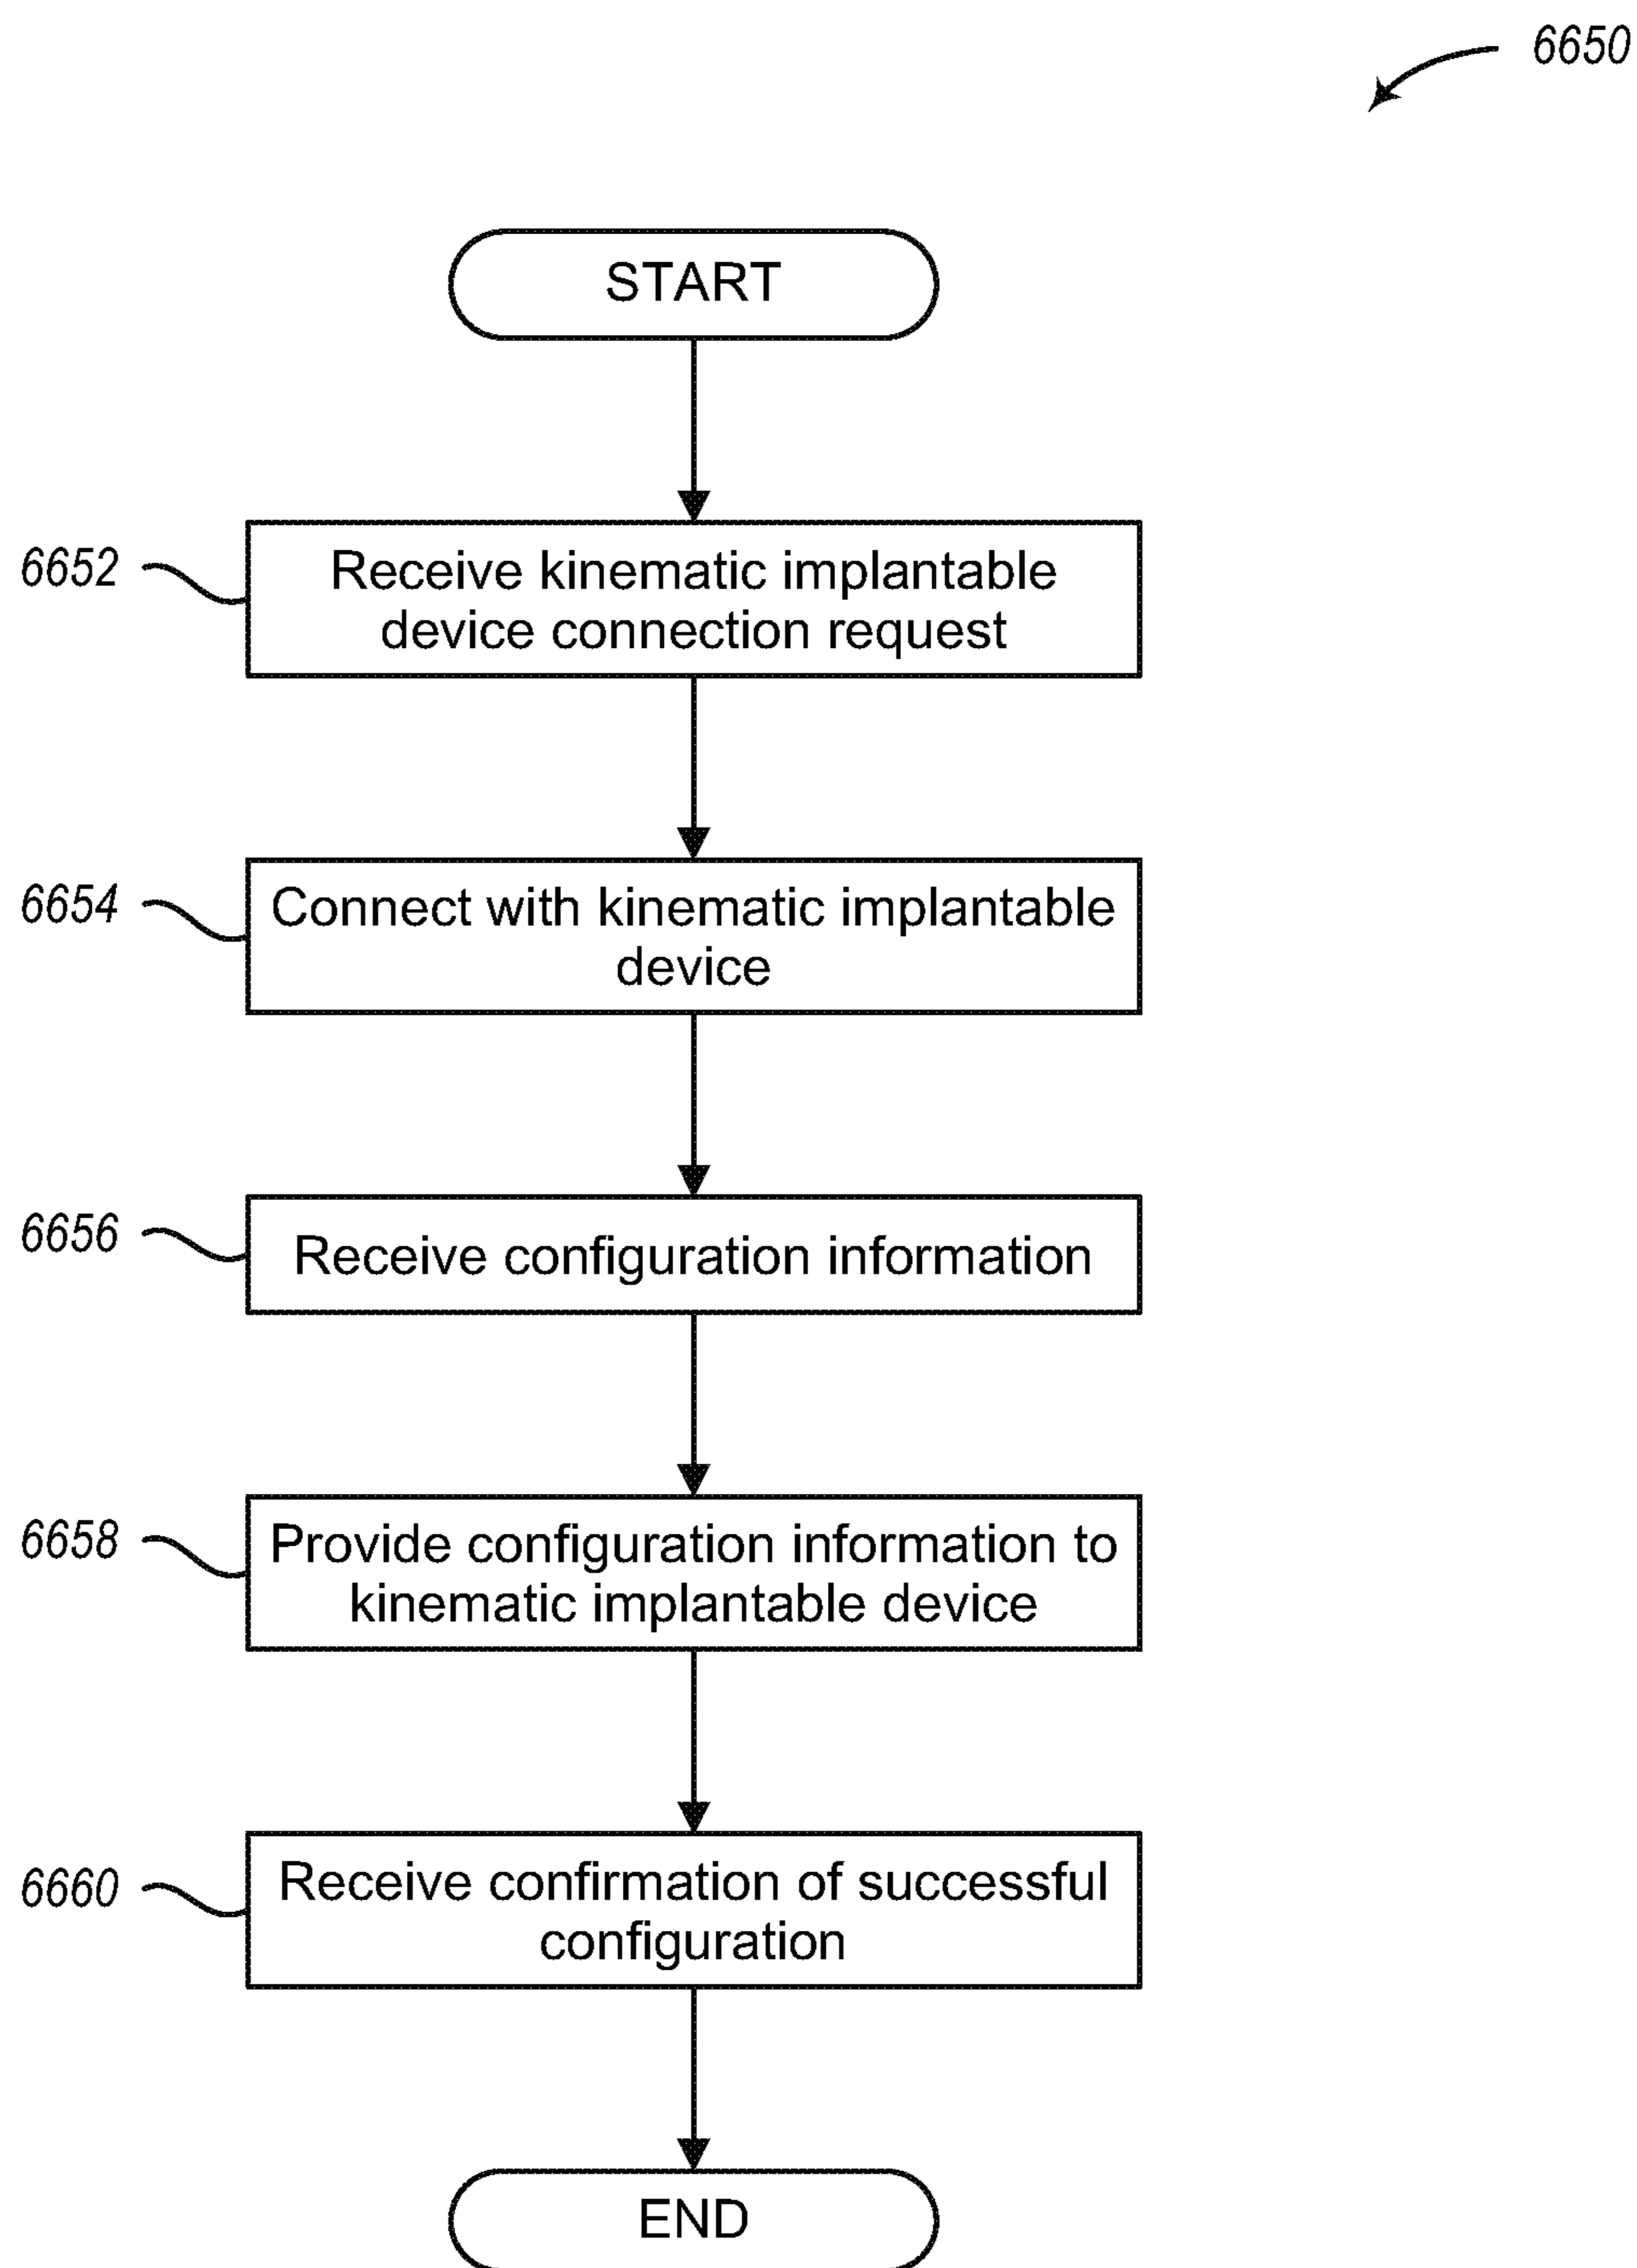 6650
START
6652
Receive kinematic implantable
device connection request
6654
Connect with kinematic implantable
device
6656
Receive configuration information
6658
Provide configuration information to
kinematic implantable device
6660
Receive confirmation of successful
configuration
END